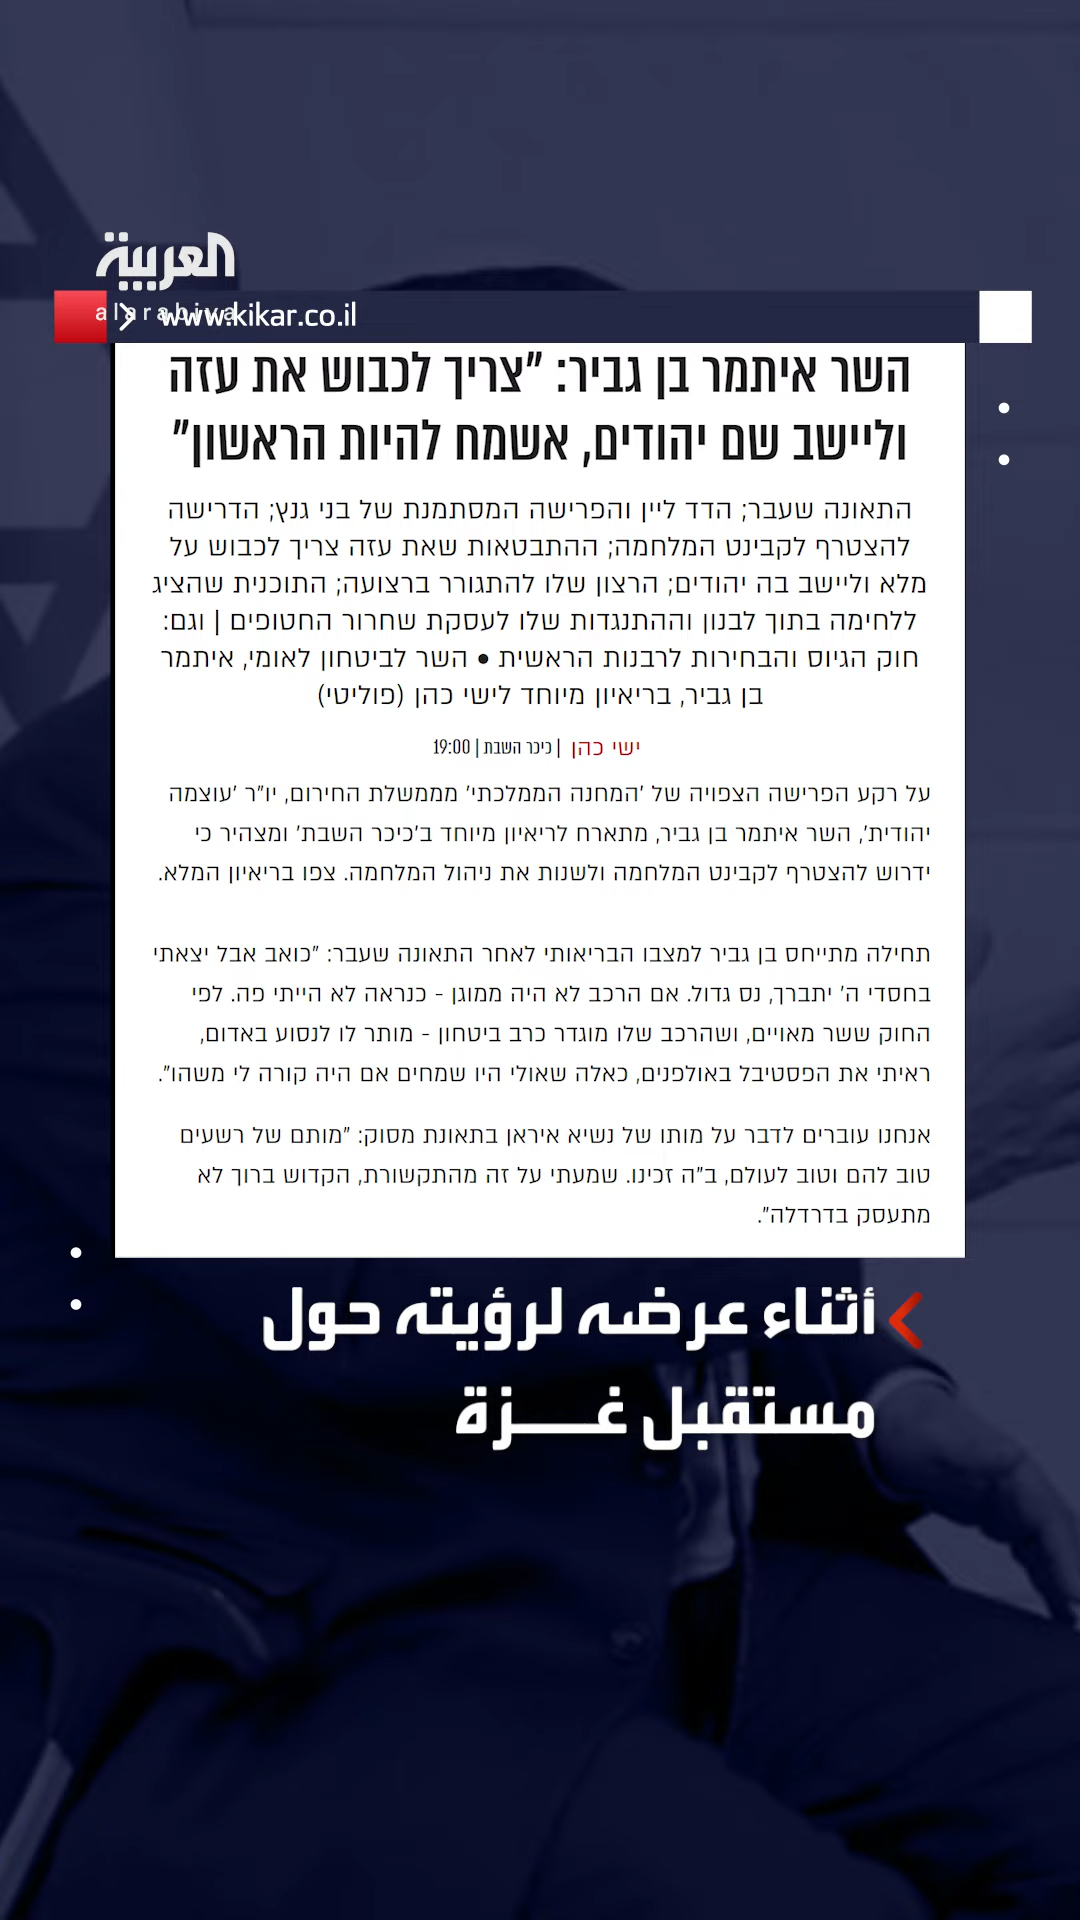 العربية
alarabiya
www.kikar.co.il
השר איתמר בן גביר: "צריך לכבוש את עזה
וליישב שם יהודים, אשמח להיות הראשון"
התאונה שעבר; הדד ליין והפרישה המסתמנת של בני גנץ; הדרישה
להצטרף לקבינט המלחמה; ההתבטאות שאת עזה צריך לכבוש על
מלא וליישב בה יהודים; הרצון שלו להתגורר ברצועה; התוכנית שהציג
ללחימה בתוך לבנון וההתנגדות שלו לעסקת שחרור החטופים | וגם:
חוק הגיוס והבחירות לרבנות הראשית • השר לביטחון לאומי, איתמר
בן גביר, בריאיון מיוחד לישי כהן (פוליטי)
ישי כהן | כיכר השבת | 19:00
על רקע הפרישה הצפויה של 'המחנה הממלכתי' מממשלת החירום, יו"ר 'עוצמה
יהודית', השר איתמר בן גביר, מתארח לריאיון מיוחד ב'כיכר השבת' ומצהיר כי
ידרוש להצטרף לקבינט המלחמה ולשנות את ניהול המלחמה. צפו בריאיון המלא.
תחילה מתייחס בן גביר למצבו הבריאותי לאחר התאונה שעבר: "כואב אבל יצאתי
בחסדי ה' יתברך, נס גדול. אם הרכב לא היה ממוגן - כנראה לא הייתי פה. לפי
החוק ששר מאויים, ושהרכב שלו מוגדר כרב ביטחון - מותר לו לנסוע באדום,
ראיתי את הפסטיבל באולפנים, כאלה שאולי היו שמחים אם היה קורה לי משהו".
אנחנו עוברים לדבר על מותו של נשיא איראן בתאונת מסוק: "מותם של רשעים
טוב להם וטוב לעולם, ב"ה זכינו. שמעתי על זה מהתקשורת, הקדוש ברוך לא
מתעסק בדרדלה".
أثناء عرضه لرؤيته حول
مستقبل غـــزة